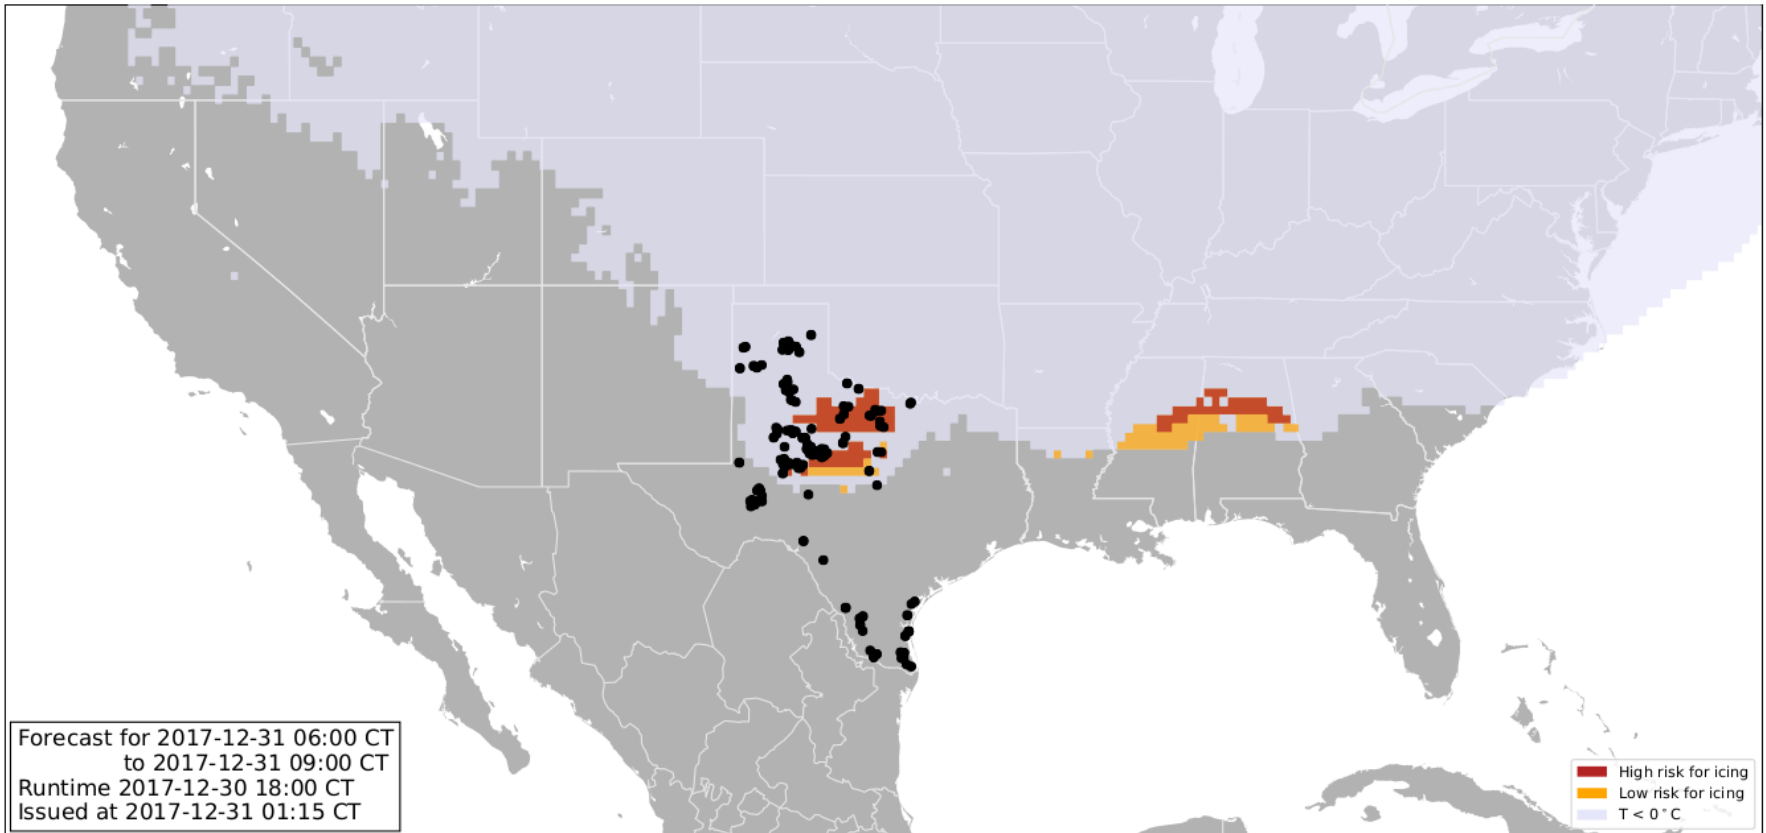 Forecast for 2017-12-31 06:00 CT
to 2017-12-31 09:00 CT
Runtime 2017-12-30 18:00 CT
Issued at 2017-12-31 01:15 CT
High risk for icing
Low risk for icing
T < 0°C